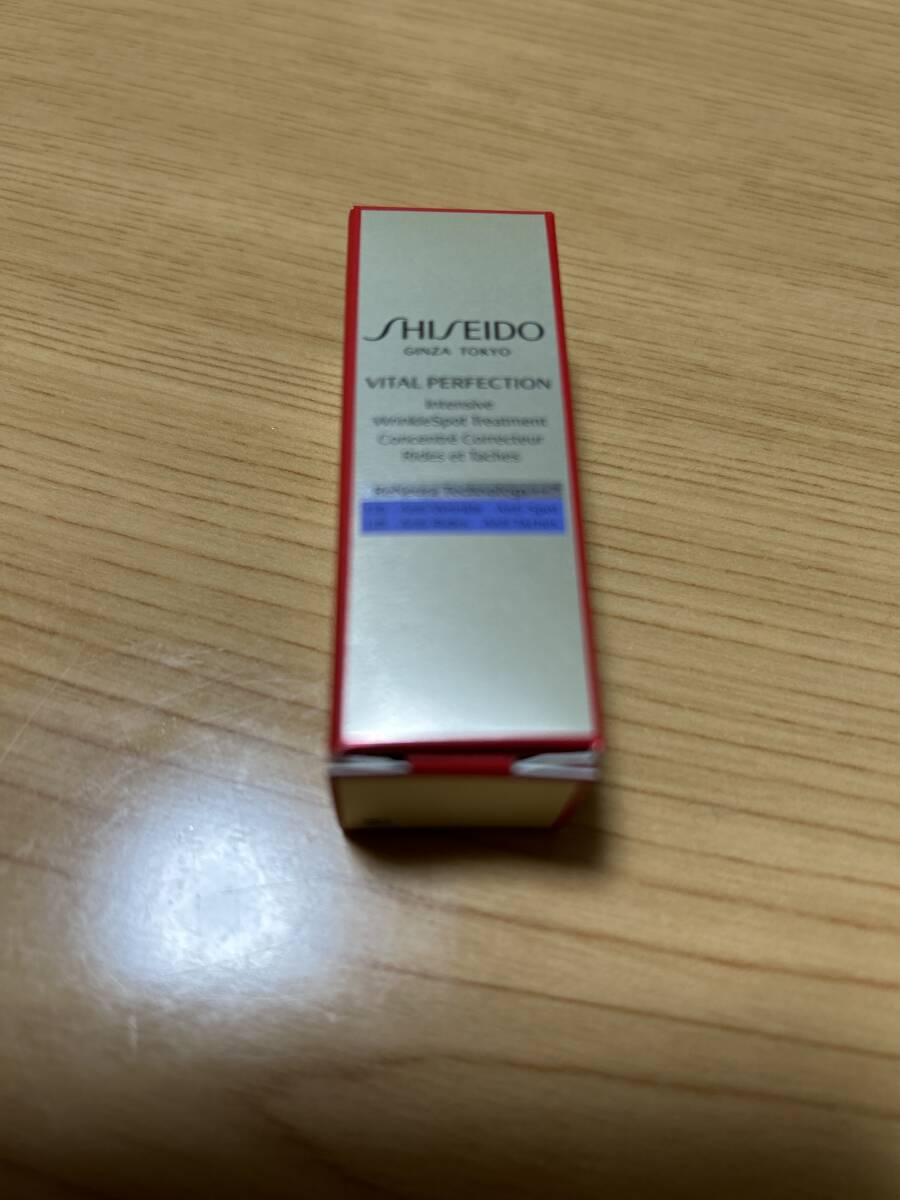 SHISEIDO
GINZA TOKYO
VITAL PERFECTION
Intensive
WrinkleSpot Treatment
Concentré Correcteur
Rides et Taches